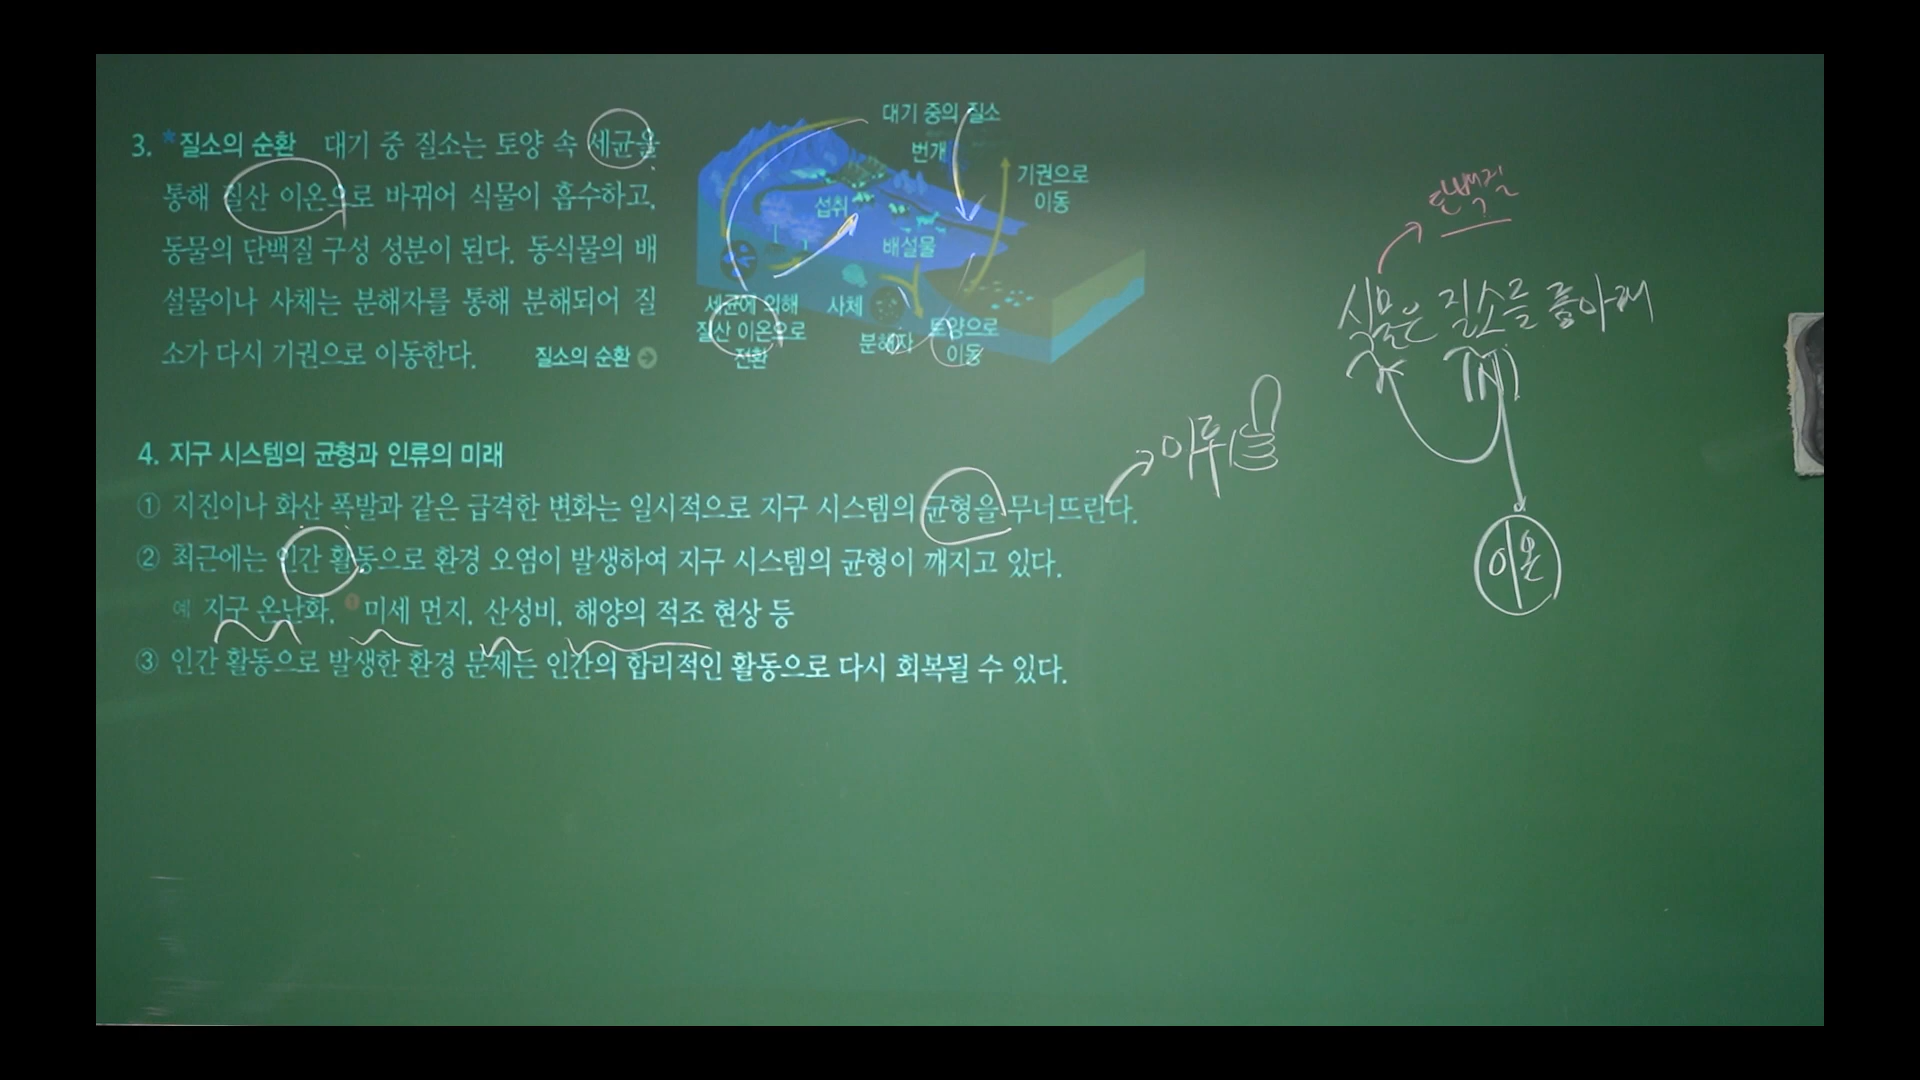 3. *질소의 순환 대기 중 질소는 토양 속 세균을
통해 질산 이온으로 바뀌어 식물이 흡수하고,
동물의 단백질 구성 성분이 된다. 동식물의 배
설물이나 사체는 분해자를 통해 분해되어 질
소가 다시 기권으로 이동한다. 질소의 순환
대기 중의 질소
번개
기권으로
이동
섭취
배설물
세균에 의해
질산 이온으로
전환
사체
분해자
토양으로
이동
단백질
식물은 질소를 좋아해
이온
4. 지구 시스템의 균형과 인류의 미래
① 지진이나 화산 폭발과 같은 급격한 변화는 일시적으로 지구 시스템의 균형을 무너뜨린다.
② 최근에는 인간 활동으로 환경 오염이 발생하여 지구 시스템의 균형이 깨지고 있다.
예 지구 온난화, 미세 먼지, 산성비, 해양의 적조 현상 등
③ 인간 활동으로 발생한 환경 문제는 인간의 합리적인 활동으로 다시 회복될 수 있다.